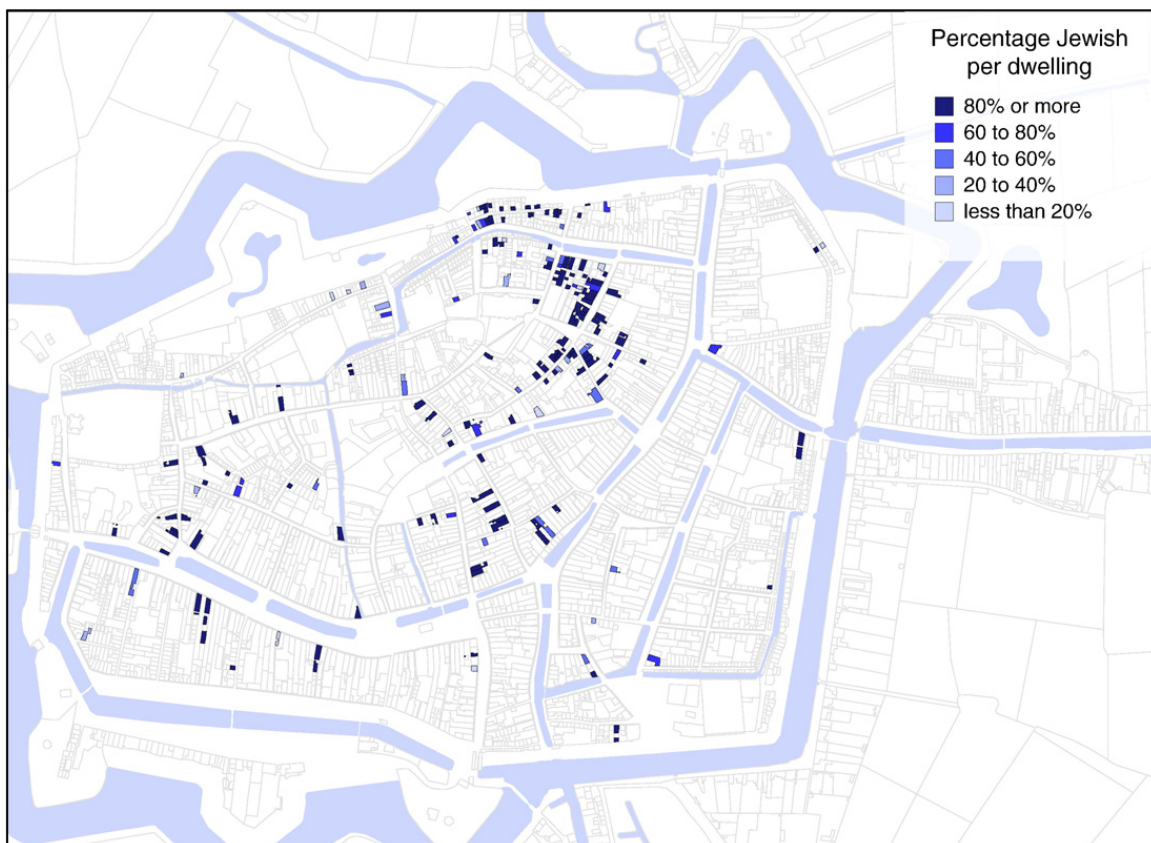 Percentage Jewish
per dwelling
80% or more
60 to 80%
40 to 60%
20 to 40%
less than 20%